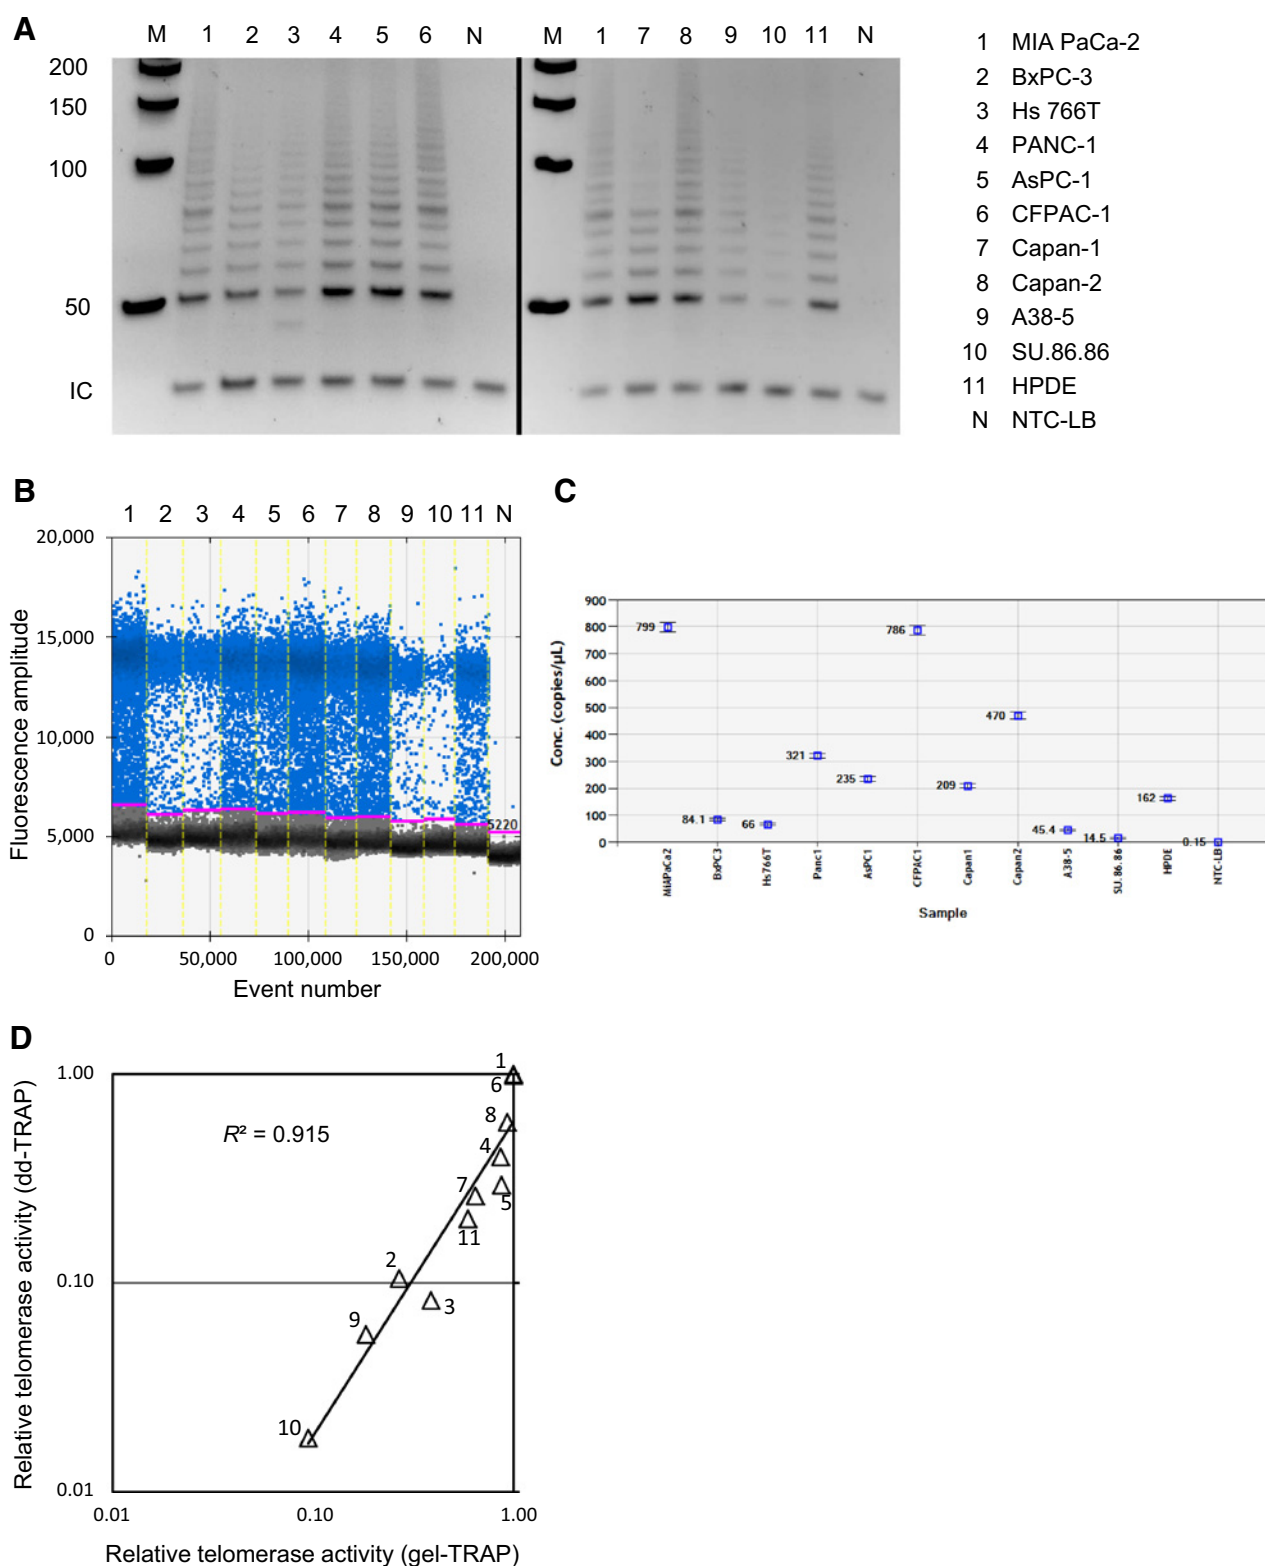 A
M 1 2 3 4 5 6 N M 1 7 8 9 10 11 N
200
150
100
50
IC
1 MIA PaCa-2
2 BxPC-3
3 Hs 766T
4 PANC-1
5 AsPC-1
6 CFPAC-1
7 Capan-1
8 Capan-2
9 A38-5
10 SU.86.86
11 HPDE
N NTC-LB
B
1 2 3 4 5 6 7 8 9 10 11 N
Fluorescence amplitude
20,000
15,000
10,000
5,000
0
5220
0 50,000 100,000 150,000 200,000
Event number
C
Conc. (copies/µL)
900
800
700
600
500
400
300
200
100
0
799
84.1
66
321
235
786
209
470
45.4
14.5
162
0.15
MiAPaCa2
BxPC3
Hs766T
Panc1
AsPC1
CFPAC1
Capan1
Capan2
A38-5
SU.86.86
HPDE
NTC-LB
Sample
D
Relative telomerase activity (dd-TRAP)
1.00
0.10
0.01
R² = 0.915
1
6
8
4
7
5
11
2
3
9
10
0.01 0.10 1.00
Relative telomerase activity (gel-TRAP)